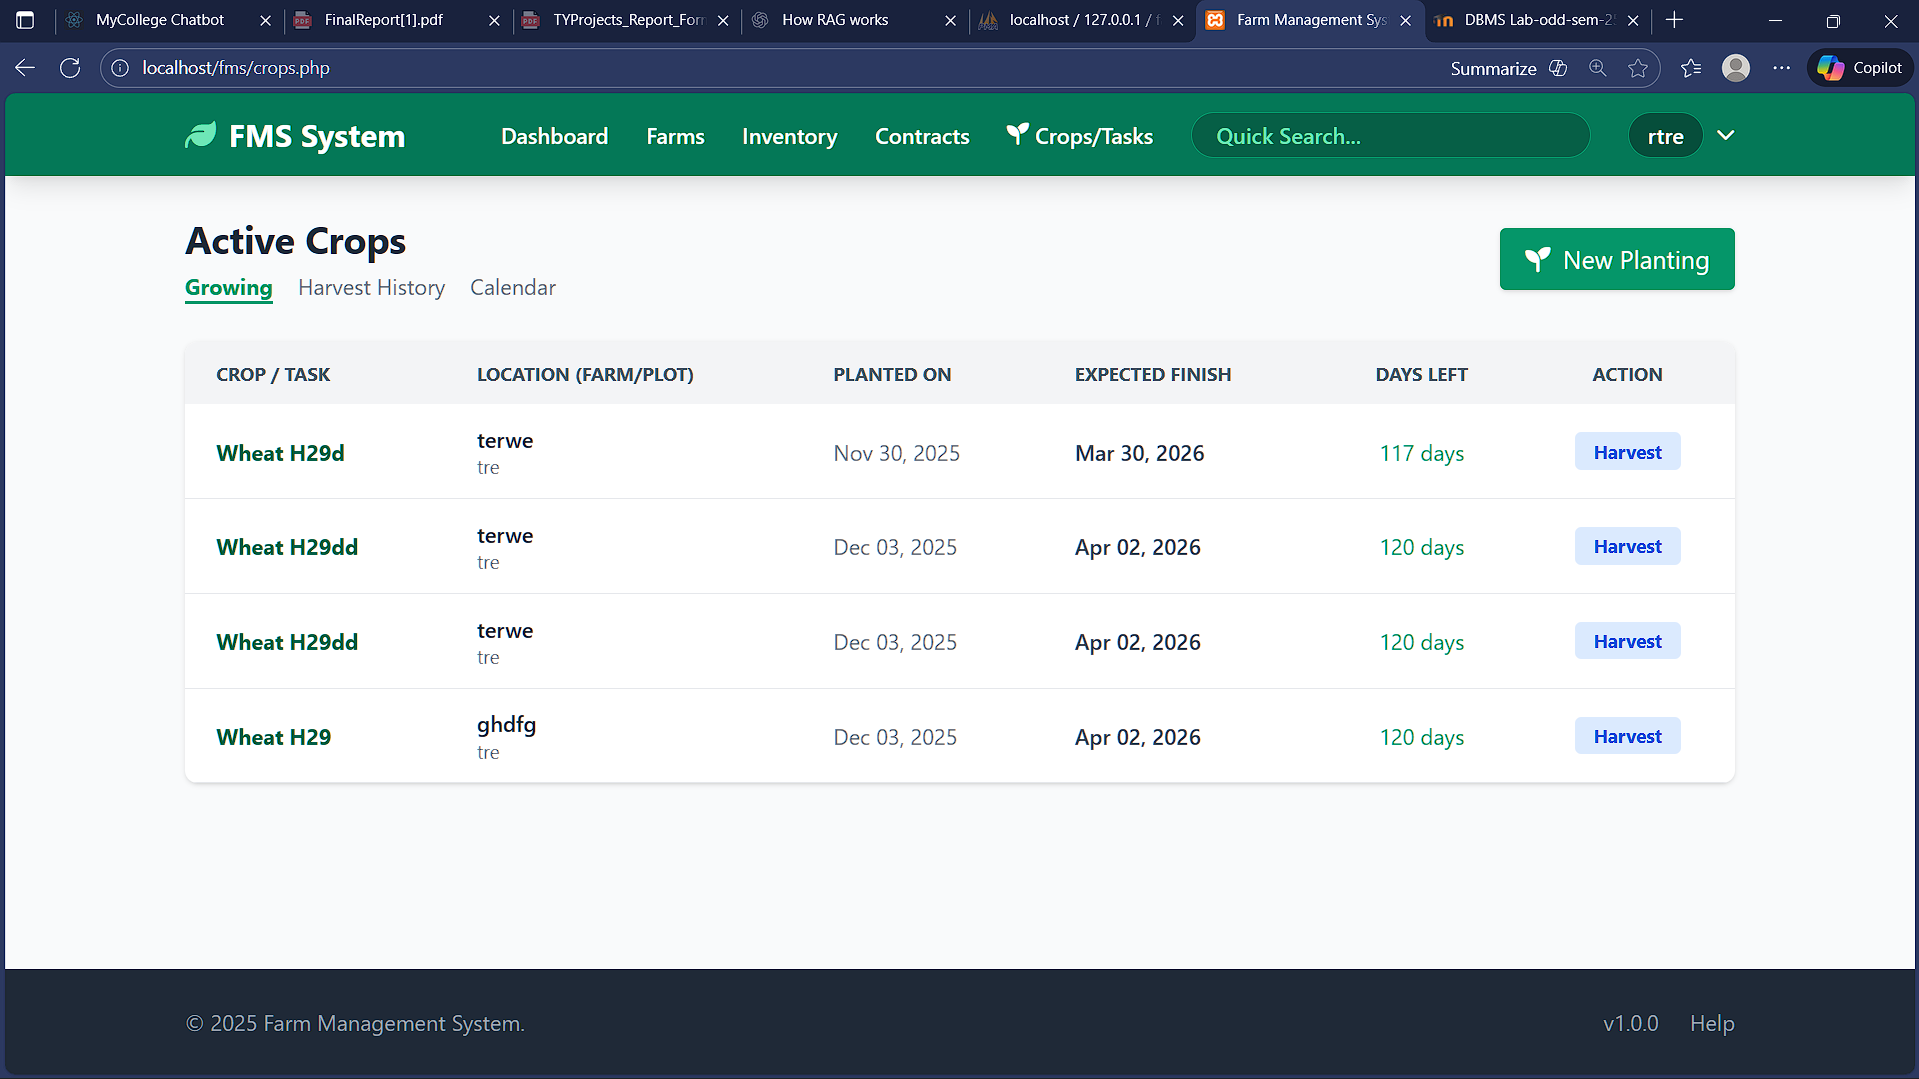 MyCollege Chatbot
FinalReport[1].pdf
TYProjects_Report_Forr
How RAG works
localhost / 127.0.0.1 / f
Farm Management Sys
DBMS Lab-odd-sem-25
localhost/fms/crops.php
Summarize
Copilot
FMS System
Dashboard
Farms
Inventory
Contracts
Crops/Tasks
Quick Search...
rtre
Active Crops
Growing
Harvest History
Calendar
New Planting
CROP / TASK LOCATION (FARM/PLOT) PLANTED ON EXPECTED FINISH DAYS LEFT ACTION
Wheat H29d terwe Nov 30, 2025 Mar 30, 2026 117 days Harvest
tre
Wheat H29dd terwe Dec 03, 2025 Apr 02, 2026 120 days Harvest
tre
Wheat H29dd terwe Dec 03, 2025 Apr 02, 2026 120 days Harvest
tre
Wheat H29 ghdfg Dec 03, 2025 Apr 02, 2026 120 days Harvest
tre
© 2025 Farm Management System.
v1.0.0
Help